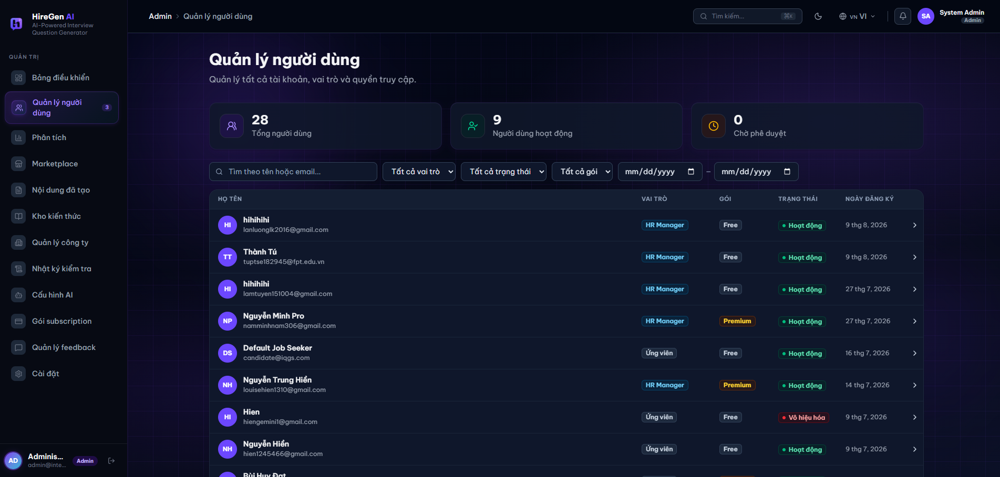 HireGen AI
AI-Powered Interview
Question Generator
QUẢN TRỊ
Bảng điều khiển
Quản lý người
dùng
3
Phân tích
Marketplace
Nội dung đã tạo
Kho kiến thức
Quản lý công ty
Nhật ký kiểm tra
Cấu hình AI
Gói subscription
Quản lý feedback
Cài đặt
AD
Adminis...
admin@inte...
Admin
Admin > Quản lý người dùng
Tìm kiếm...
⌘K
VN VI
SA
System Admin
Admin
Quản lý người dùng
Quản lý tất cả tài khoản, vai trò và quyền truy cập.
28
Tổng người dùng
9
Người dùng hoạt động
0
Chờ phê duyệt
Tìm theo tên hoặc email...
Tất cả vai trò
Tất cả trạng thái
Tất cả gói
mm/dd/yyyy
–
mm/dd/yyyy
HỌ TÊN VAI TRÒ GÓI TRẠNG THÁI NGÀY ĐĂNG KÝ
HI hihihihi HR Manager Free Hoạt động 9 thg 8, 2026
lanluonglk2016@gmail.com
TT Thành Tú HR Manager Free Hoạt động 9 thg 8, 2026
tuptse182945@fpt.edu.vn
HI hihihihi HR Manager Free Hoạt động 27 thg 7, 2026
lamtuyen151004@gmail.com
NP Nguyễn Minh Pro HR Manager Premium Hoạt động 27 thg 7, 2026
namminhnam306@gmail.com
DS Default Job Seeker Ứng viên Free Hoạt động 16 thg 7, 2026
candidate@iqgs.com
NH Nguyễn Trung Hiền HR Manager Premium Hoạt động 14 thg 7, 2026
louisehien1310@gmail.com
HI Hien Ứng viên Free Vô hiệu hóa 9 thg 7, 2026
hiengemini1@gmail.com
NH Nguyễn Hiền Ứng viên Free Hoạt động 9 thg 7, 2026
hien1245466@gmail.com
Bùi Huy Đạt